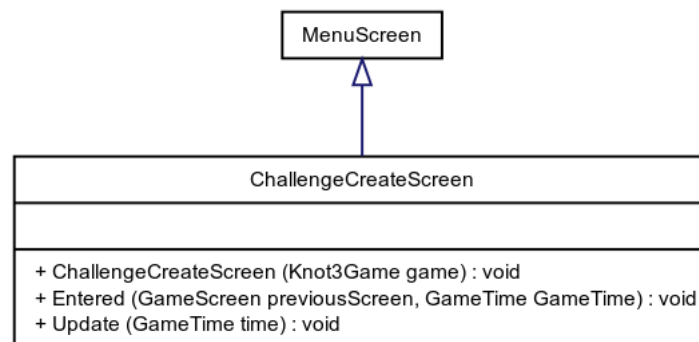 MenuScreen
ChallengeCreateScreen
+ ChallengeCreateScreen (Knot3Game game) : void
+ Entered (GameScreen previousScreen, GameTime GameTime) : void
+ Update (GameTime time) : void